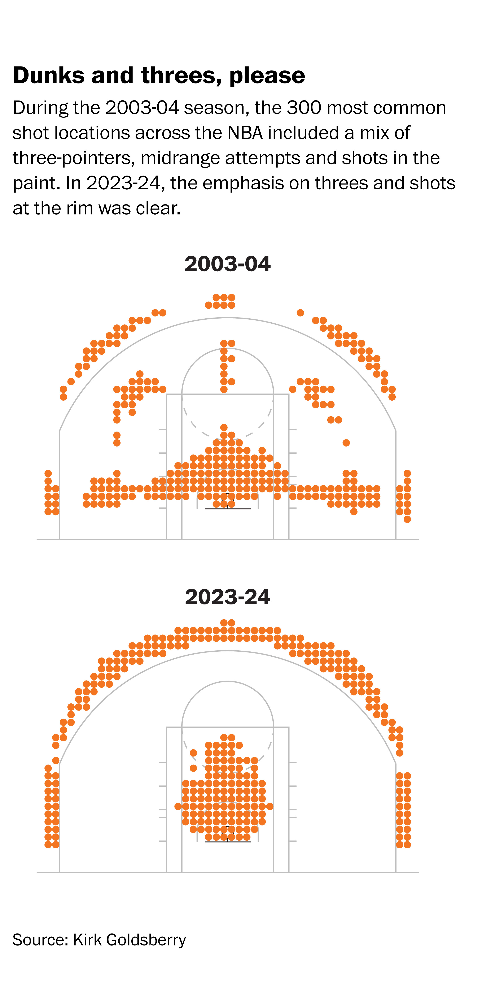 Dunks and threes, please
During the 2003-04 season, the 300 most common
shot locations across the NBA included a mix of
three-pointers, midrange attempts and shots in the
paint. In 2023-24, the emphasis on threes and shots
at the rim was clear.
2003-04
2023-24
Source: Kirk Goldsberry